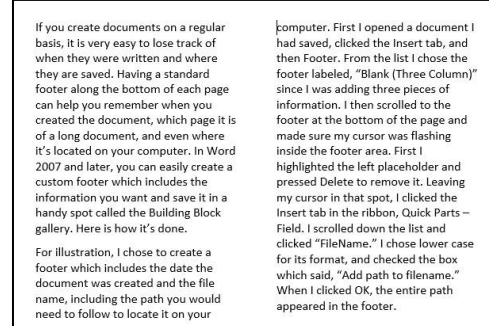 If you create documents on a regular
basis, it is very easy to lose track of
when they were written and where
they are saved. Having a standard
footer along the bottom of each page
can help you remember when you
created the document, which page it is
of a long document, and even where
it’s located on your computer. In Word
2007 and later, you can easily create a
custom footer which includes the
information you want and save it in a
handy spot called the Building Block
gallery. Here is how it’s done.
For illustration, I chose to create a
footer which includes the date the
document was created and the file
name, including the path you would
need to follow to locate it on your
computer. First I opened a document I
had saved, clicked the Insert tab, and
then Footer. From the list I chose the
footer labeled, “Blank (Three Column)”
since I was adding three pieces of
information. I then scrolled to the
footer at the bottom of the page and
made sure my cursor was flashing
inside the footer area. First I
highlighted the left placeholder and
pressed Delete to remove it. Leaving
my cursor in that spot, I clicked the
Insert tab in the ribbon, Quick Parts –
Field. I scrolled down the list and
clicked “FileName.” I chose lower case
for its format, and checked the box
which said, “Add path to filename.”
When I clicked OK, the entire path
appeared in the footer.